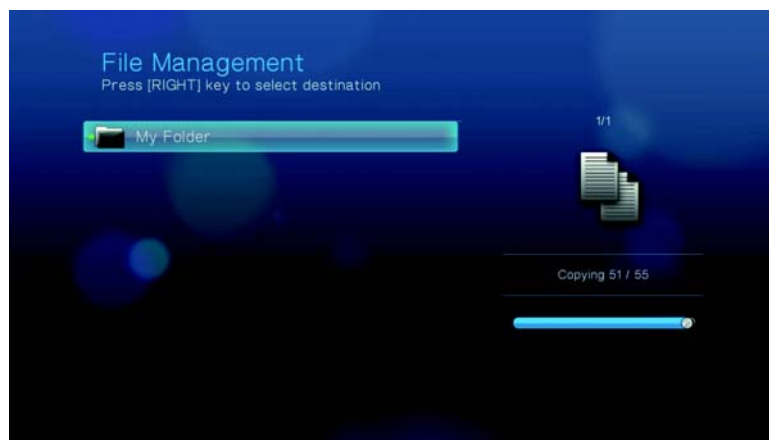 File Management
Press [RIGHT] key to select destination
My Folder
1/1
Copying 51 / 55